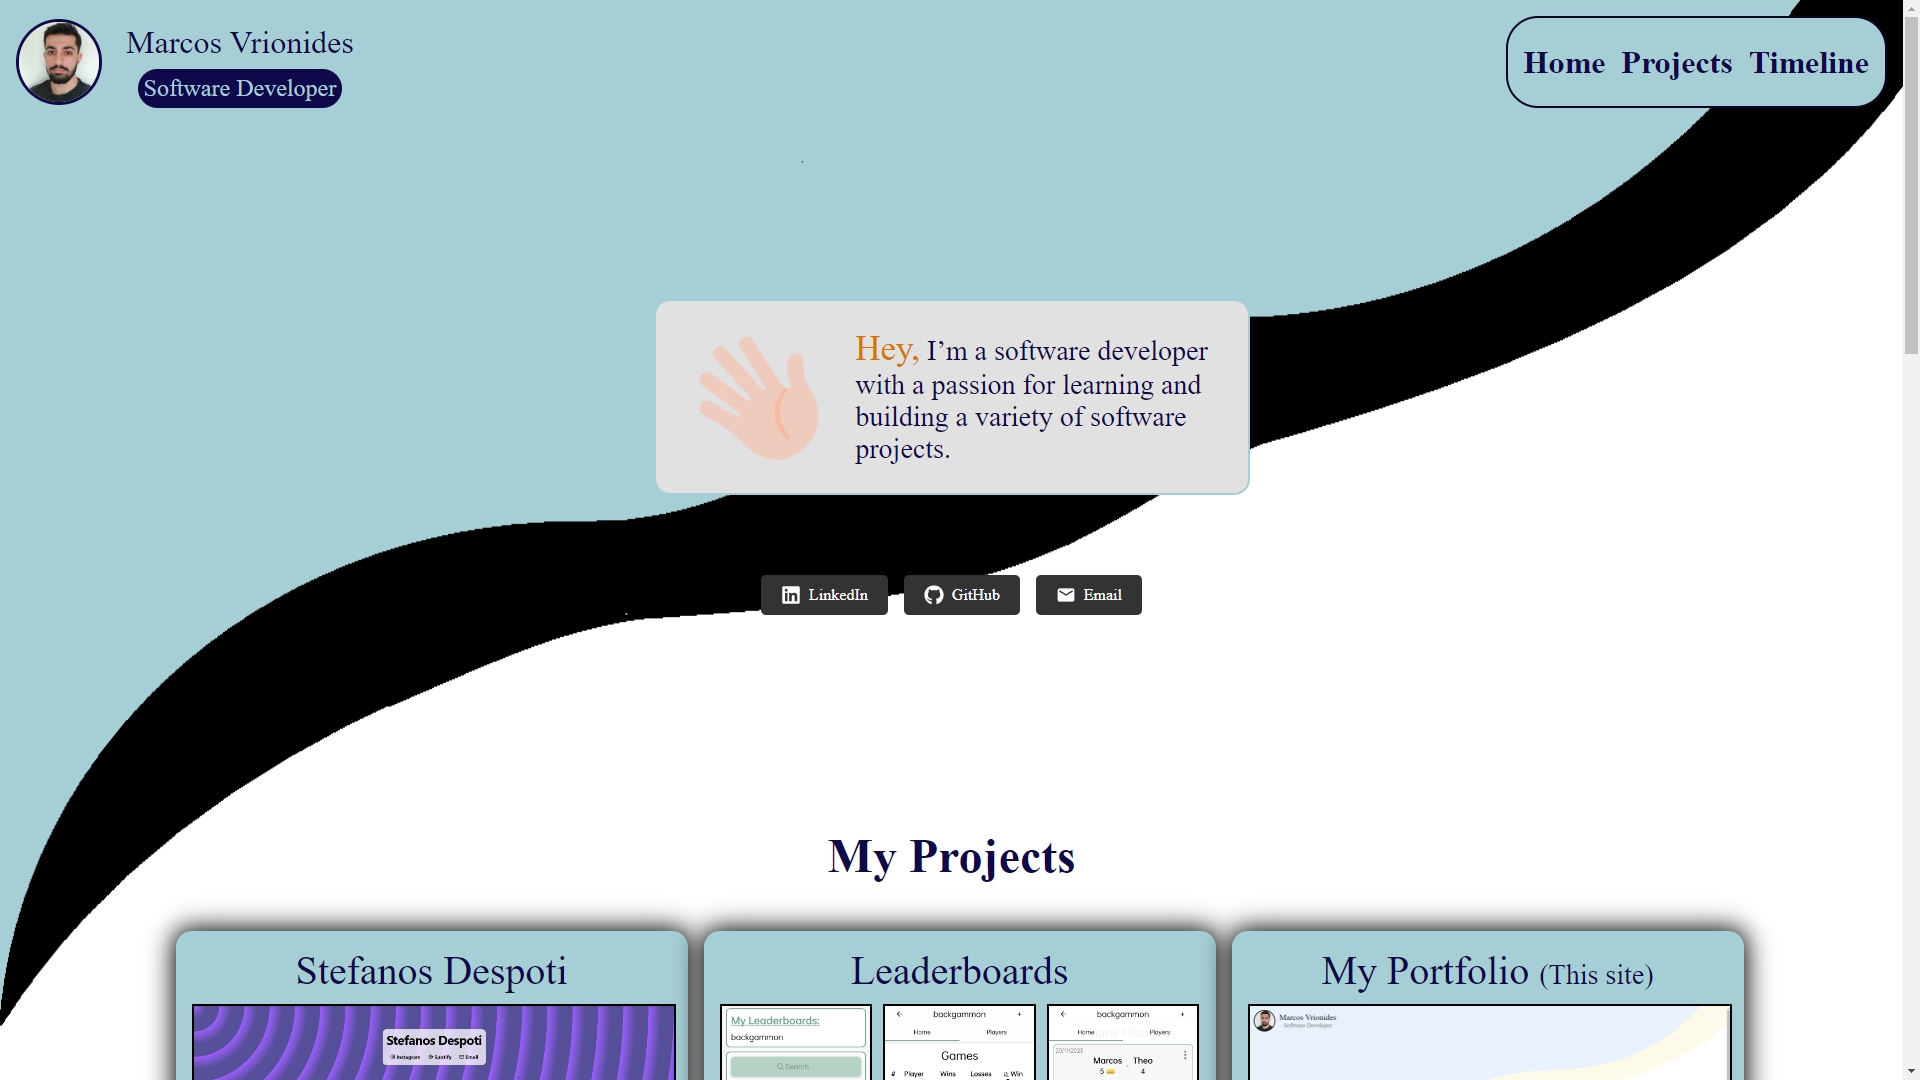 Marcos Vrionides
Software Developer
Home Projects Timeline
Hey, I’m a software developer
with a passion for learning and
building a variety of software
projects.
LinkedIn GitHub Email
My Projects
Stefanos Despoti
Leaderboards
My Portfolio (This site)
Stefanos Despoti
Instagram Spotify Email
My Leaderboards:
backgammon
Search...
backgammon +
Home Players
Games
# Player Wins Losses Win
backgammon +
Home Players
20/11/2023
Marcos - Theo
5 4
Marcos Vrionides
Software Developer